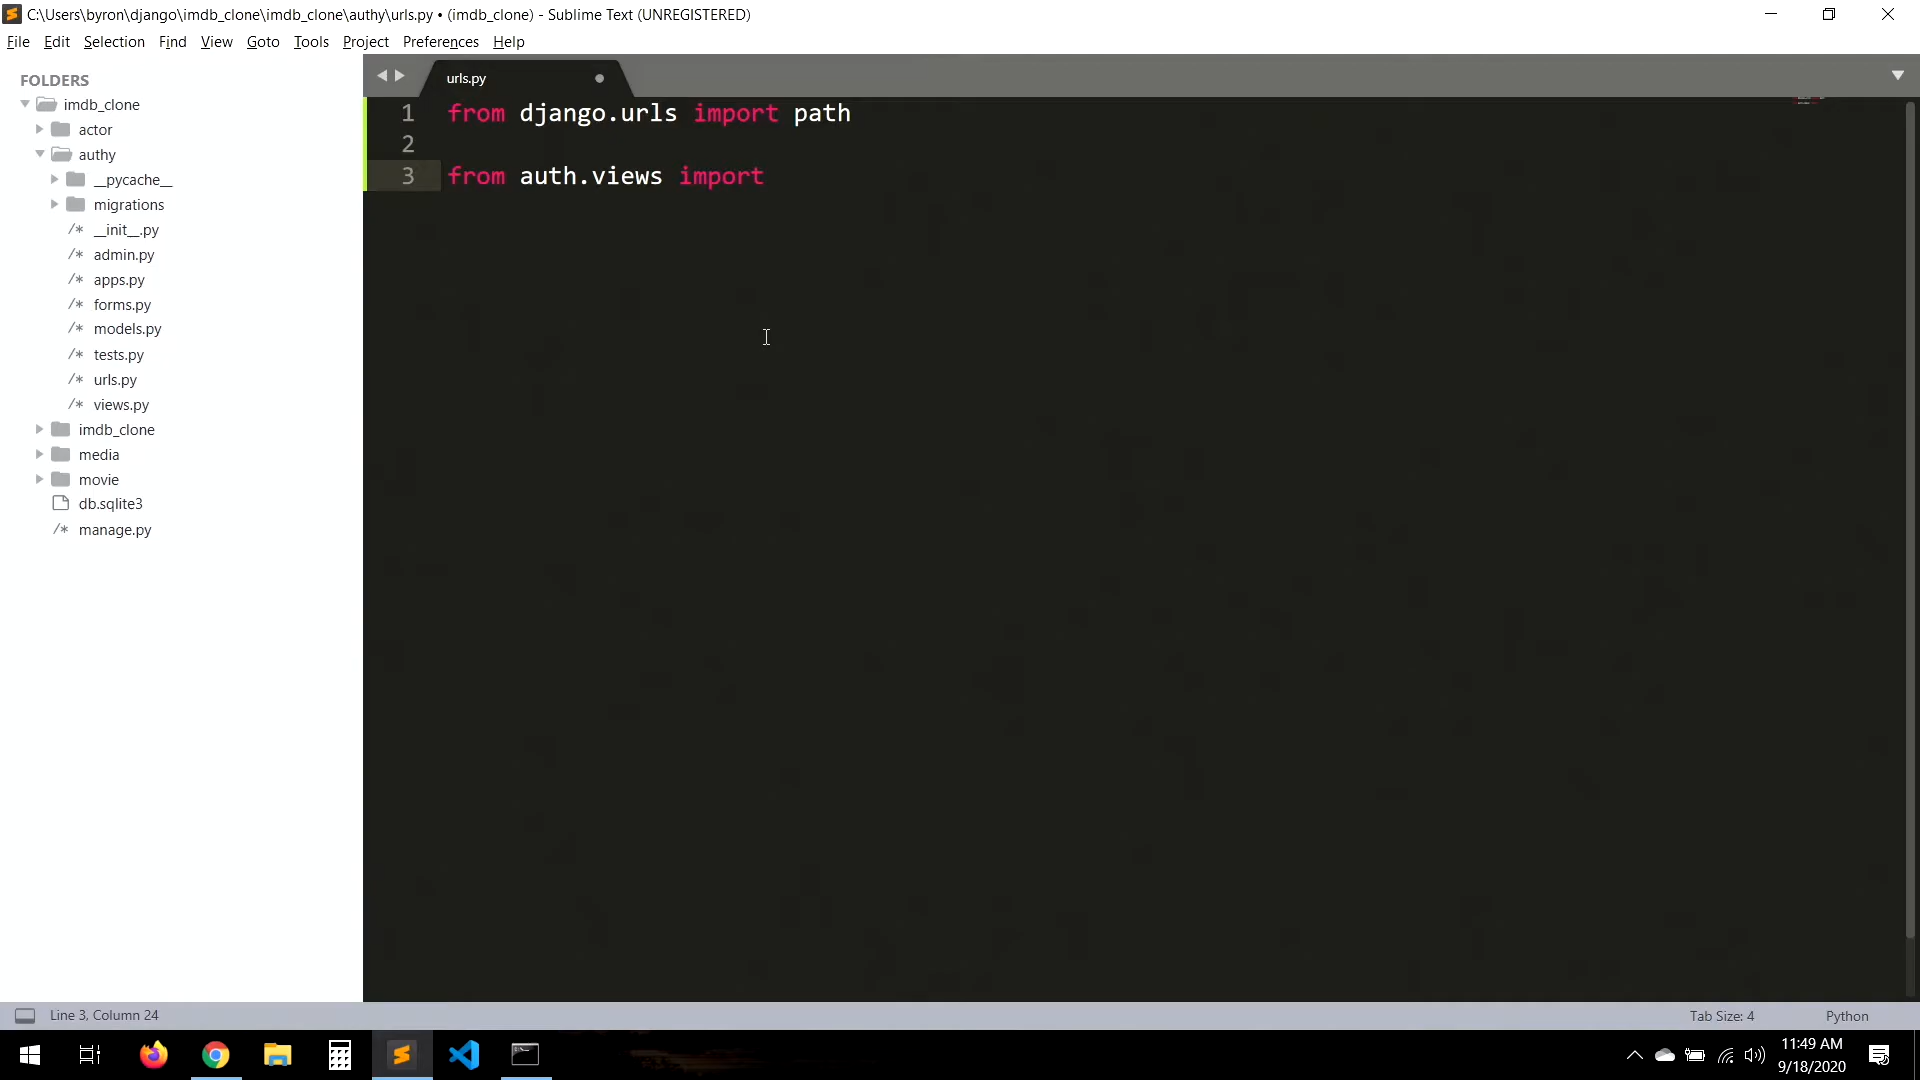 C:\Users\byron\django\imdb_clone\imdb_clone\authy\urls.py • (imdb_clone) - Sublime Text (UNREGISTERED)
File Edit Selection Find View Goto Tools Project Preferences Help
FOLDERS
imdb_clone
actor
authy
__pycache__
migrations
/* __init__.py
/* admin.py
/* apps.py
/* forms.py
/* models.py
/* tests.py
/* urls.py
/* views.py
imdb_clone
media
movie
db.sqlite3
/* manage.py
urls.py
1 from django.urls import path
2
3 from auth.views import
Line 3, Column 24
Tab Size: 4
Python
11:49 AM
9/18/2020